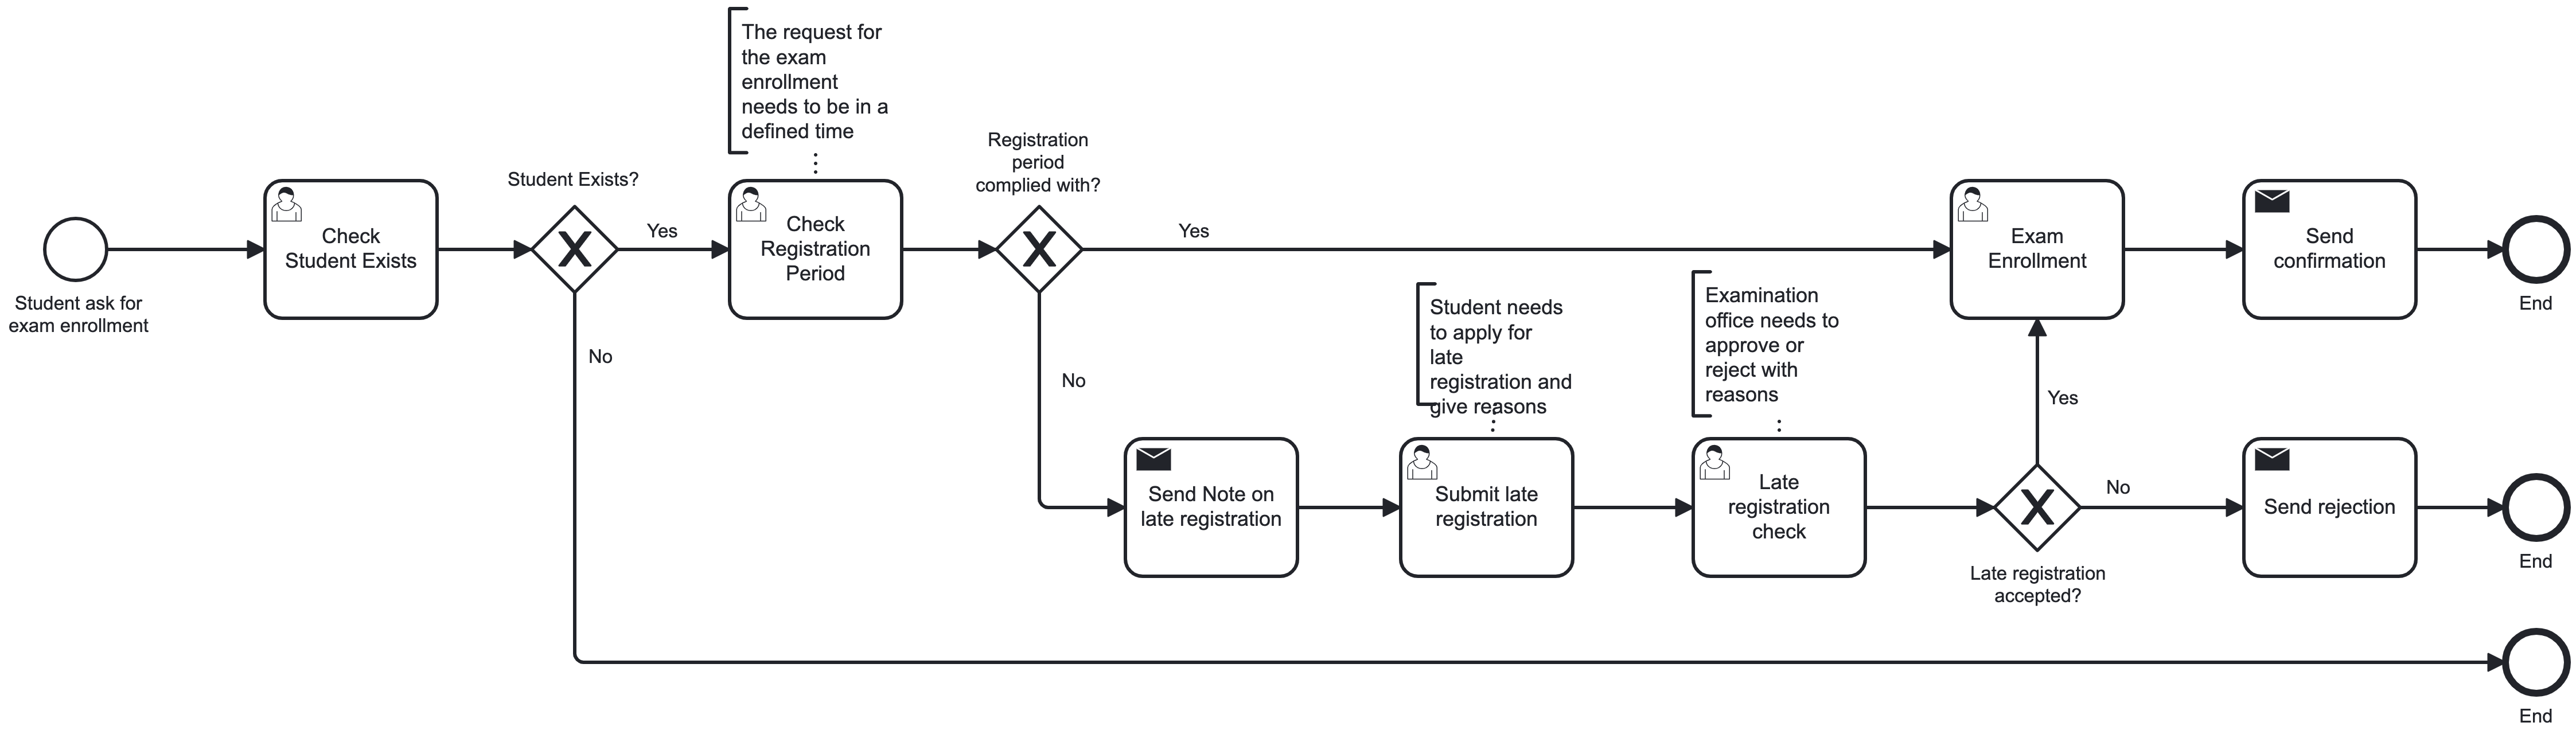 Student ask for
exam enrollment
Check
Student Exists
Student Exists?
Yes
No
The request for
the exam
enrollment
needs to be in a
defined time
Check
Registration
Period
Registration
period
complied with?
Yes
No
Send Note on
late registration
Student needs
to apply for
late
registration and
give reasons
Submit late
registration
Examination
office needs to
approve or
reject with
reasons
Late
registration
check
Late registration
accepted?
Yes
No
Exam
Enrollment
Send
confirmation
End
Send rejection
End
End